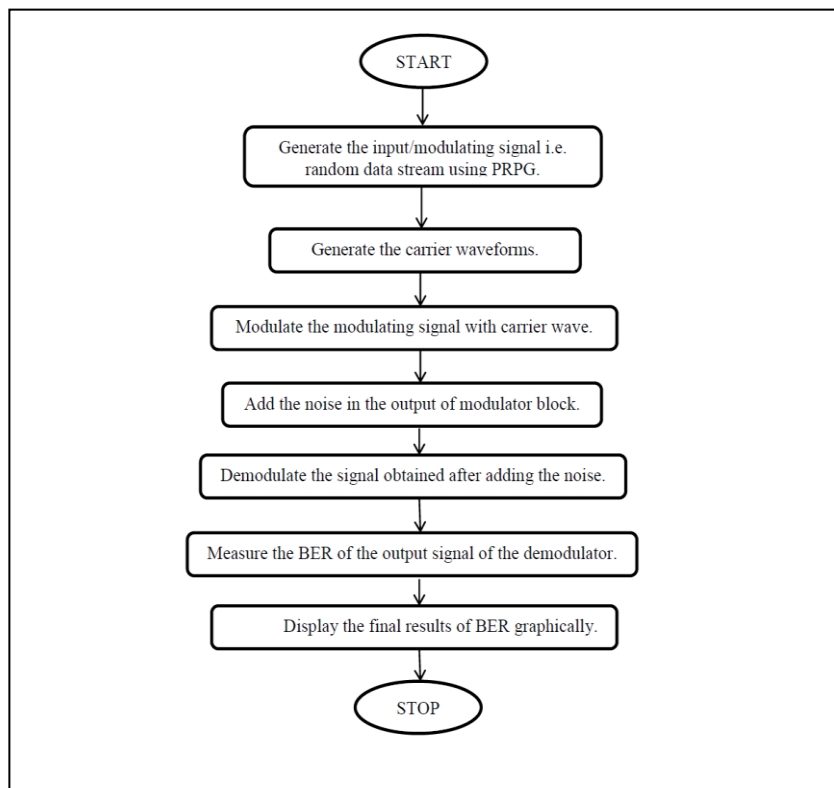 START
Generate the input/modulating signal i.e.
random data stream using PRPG.
Generate the carrier waveforms.
Modulate the modulating signal with carrier wave.
Add the noise in the output of modulator block.
Demodulate the signal obtained after adding the noise.
Measure the BER of the output signal of the demodulator.
Display the final results of BER graphically.
STOP